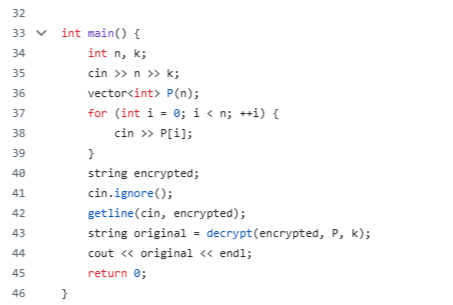 32
33 int main() {
34     int n, k;
35     cin >> n >> k;
36     vector<int> P(n);
37     for (int i = 0; i < n; ++i) {
38         cin >> P[i];
39     }
40     string encrypted;
41     cin.ignore();
42     getline(cin, encrypted);
43     string original = decrypt(encrypted, P, k);
44     cout << original << endl;
45     return 0;
46 }